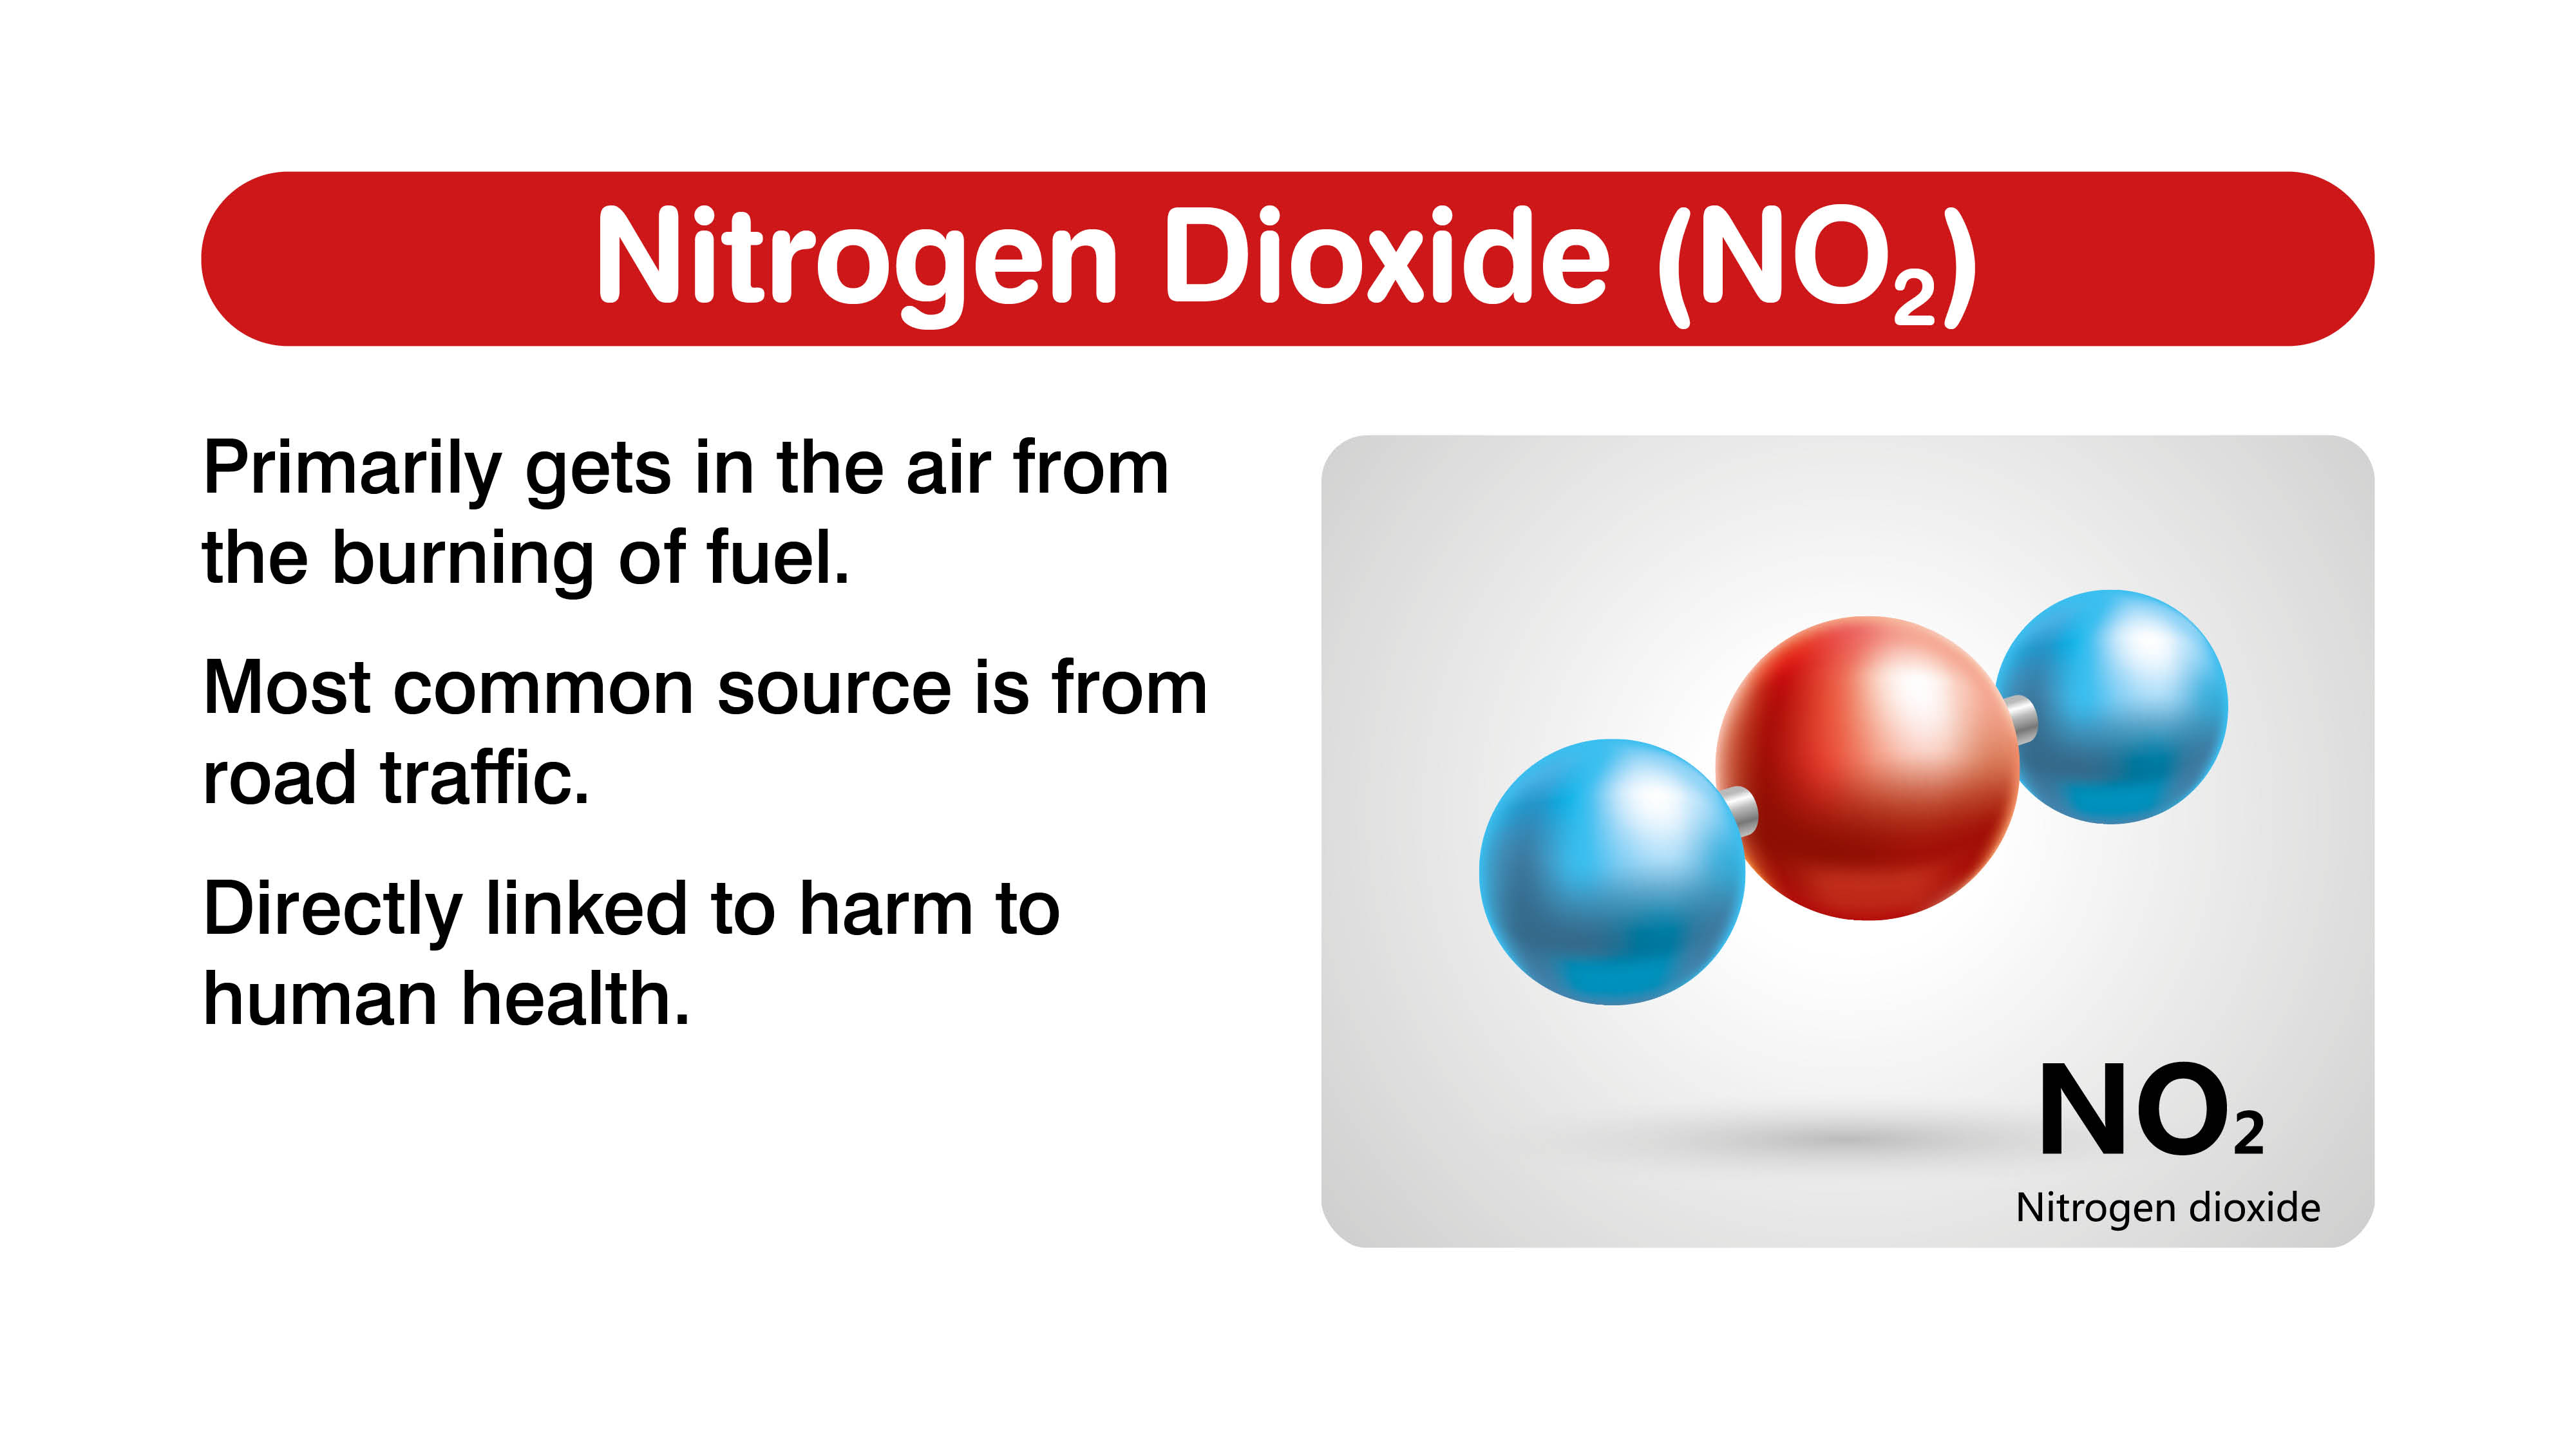 Nitrogen Dioxide (NO₂)
Primarily gets in the air from
the burning of fuel.
Most common source is from
road traffic.
Directly linked to harm to
human health.
NO₂
Nitrogen dioxide